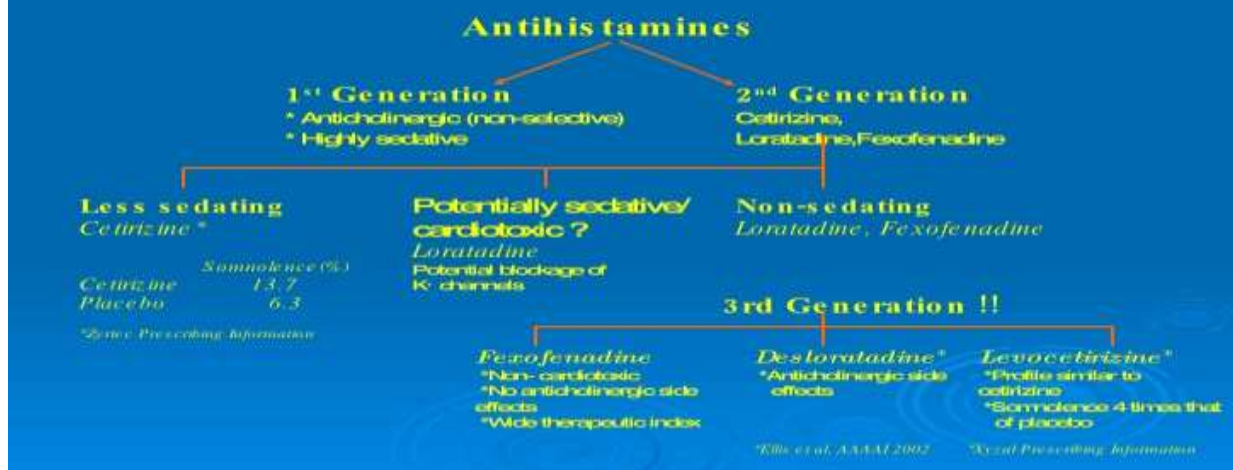 Antihistamines
1st Generation
* Anticholinergic (non-selective)
* Highly sedative
2nd Generation
Cetirizine,
Loratadine,Fexofenadine
Less sedating
Cetirizine *
Somnolence (%)
Cetirizine 13.7
Placebo 6.3
*Zyrtec Prescribing Information
Potentially sedative/
cardiotoxic ?
Loratadine
Potential blockage of
K+ channels
Non-sedating
Loratadine, Fexofenadine
3rd Generation !!
Fexofenadine
*Non- cardiotoxic
*No anticholinergic side
effects
*Wide therapeutic index
Desloratadine*
*Anticholinergic side
effects
*Ellis et al, AAAAI 2002
Levocetirizine*
*Profile similar to
cetirizine
*Somnolence 4 times that
of placebo
*Xyzal Prescribing Information